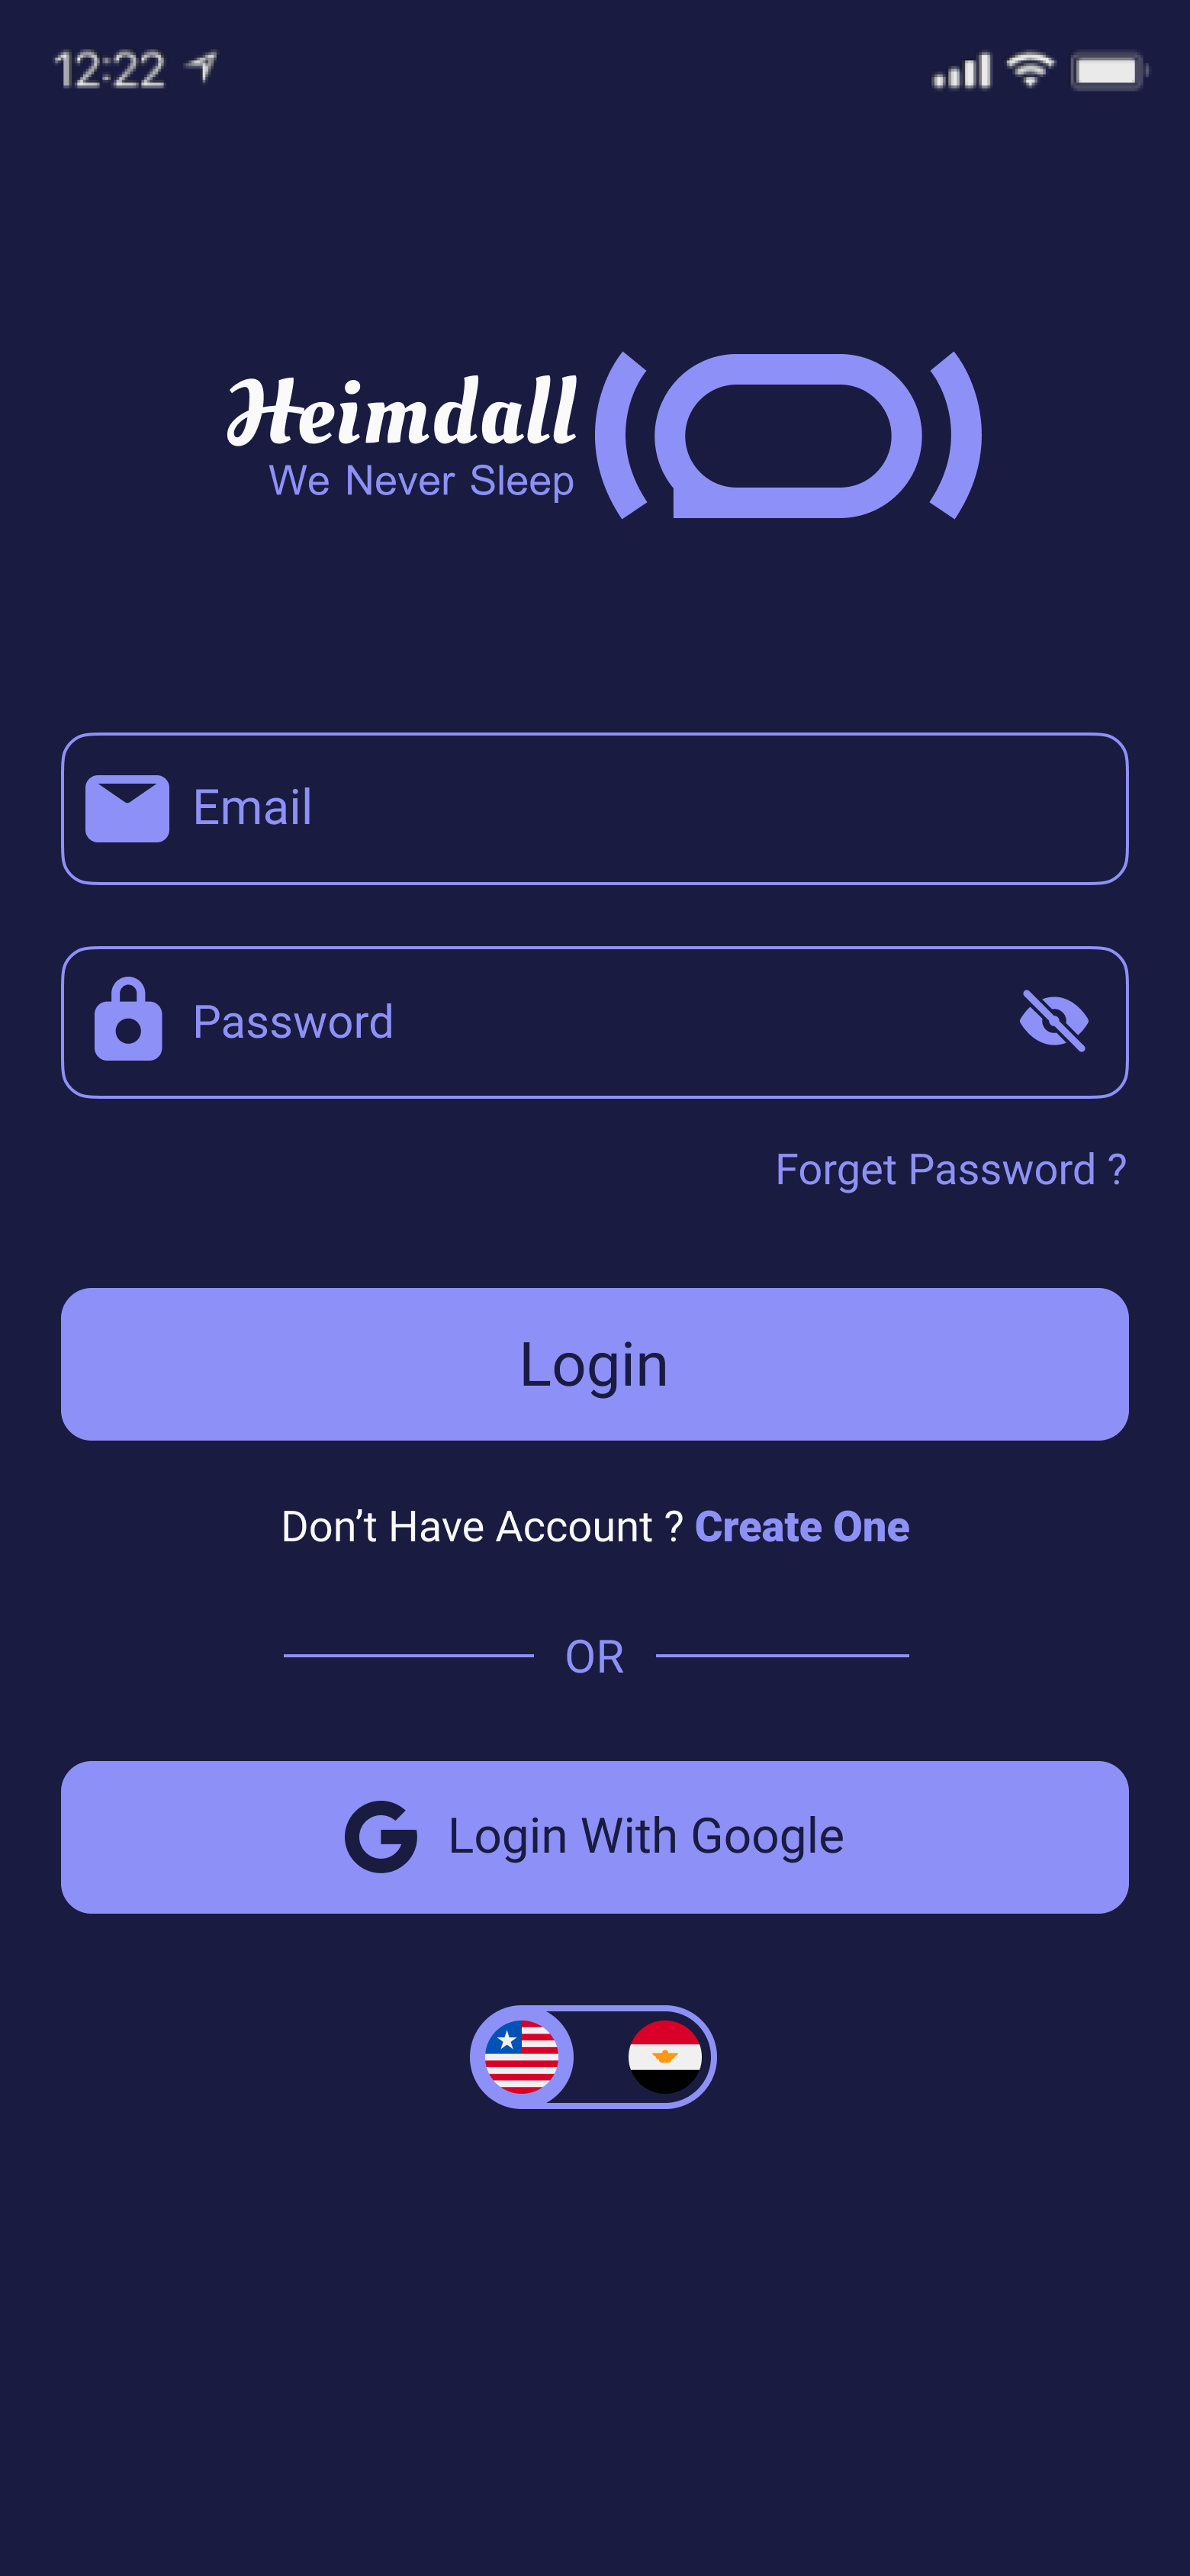 12:22
Heimdall
We Never Sleep
Email
Password
Forget Password ?
Login
Don’t Have Account ? Create One
OR
Login With Google